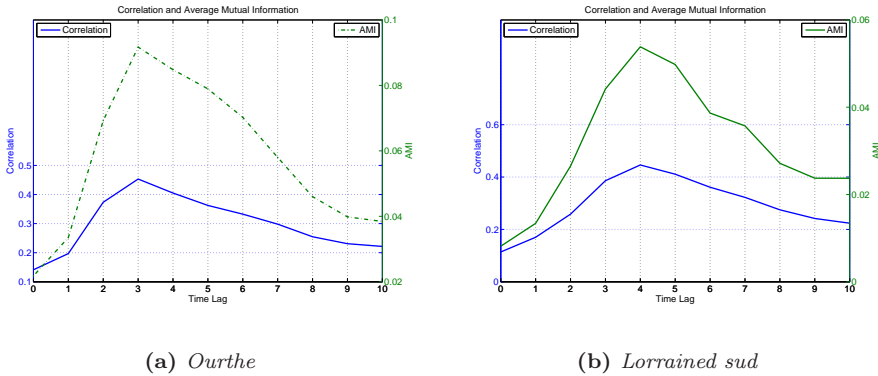 Correlation and Average Mutual Information
Correlation
AMI
0.5
0.4
0.3
0.2
0.1
Correlation
0.1
0.08
0.06
0.04
0.02
AMI
0 1 2 3 4 5 6 7 8 9 10
Time Lag
(a) Ourthe
Correlation and Average Mutual Information
Correlation
AMI
0.6
0.4
0.2
0
Correlation
0.06
0.04
0.02
0
AMI
0 1 2 3 4 5 6 7 8 9 10
Time Lag
(b) Lorrained sud